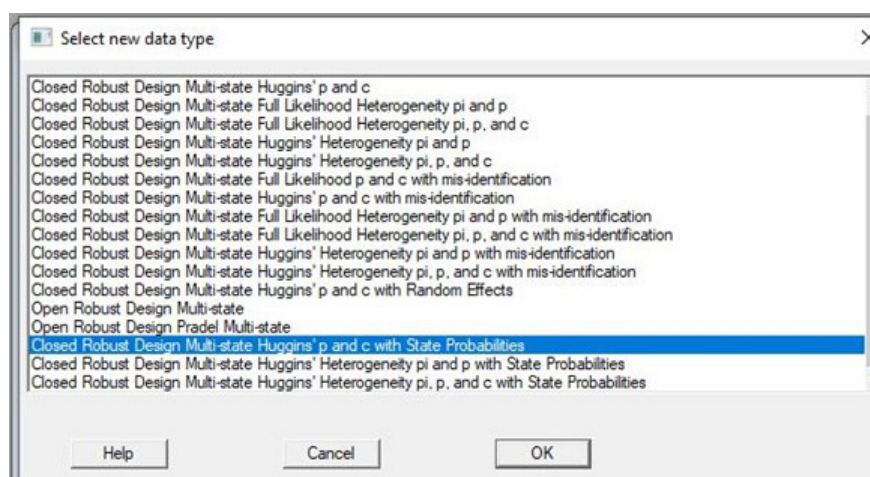 Select new data type
Closed Robust Design Multi-state Huggins' p and c
Closed Robust Design Multi-state Full Likelihood Heterogeneity pi and p
Closed Robust Design Multi-state Full Likelihood Heterogeneity pi, p, and c
Closed Robust Design Multi-state Huggins' Heterogeneity pi and p
Closed Robust Design Multi-state Huggins' Heterogeneity pi, p, and c
Closed Robust Design Multi-state Full Likelihood p and c with mis-identification
Closed Robust Design Multi-state Huggins' p and c with mis-identification
Closed Robust Design Multi-state Full Likelihood Heterogeneity pi and p with mis-identification
Closed Robust Design Multi-state Full Likelihood Heterogeneity pi, p, and c with mis-identification
Closed Robust Design Multi-state Huggins' Heterogeneity pi and p with mis-identification
Closed Robust Design Multi-state Huggins' Heterogeneity pi, p, and c with mis-identification
Closed Robust Design Multi-state Huggins' p and c with Random Effects
Open Robust Design Multi-state
Open Robust Design Pradel Multi-state
Closed Robust Design Multi-state Huggins' p and c with State Probabilities
Closed Robust Design Multi-state Huggins' Heterogeneity pi and p with State Probabilities
Closed Robust Design Multi-state Huggins' Heterogeneity pi, p, and c with State Probabilities
Help Cancel OK